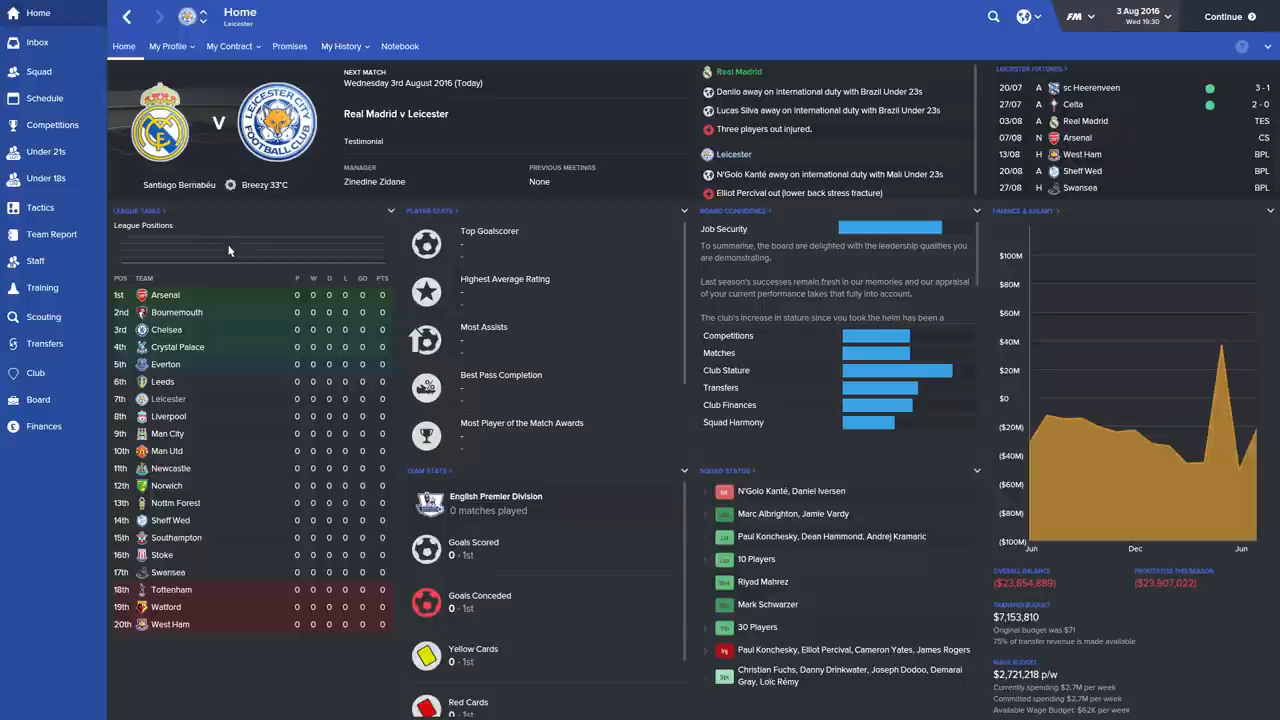 Home
Inbox
Squad
Schedule
Competitions
Under 21s
Under 18s
Tactics
Team Report
Staff
Training
Scouting
Transfers
Club
Board
Finances
Home
Leicester
FM
3 Aug 2016
Wed 19:30
Continue
Home
My Profile
My Contract
Promises
My History
Notebook
?
V
Santiago Bernabéu
Breezy 33°C
NEXT MATCH
Wednesday 3rd August 2016 (Today)
Real Madrid v Leicester
Testimonial
MANAGER
Zinedine Zidane
PREVIOUS MEETINGS
None
Real Madrid
Danilo away on international duty with Brazil Under 23s
Lucas Silva away on international duty with Brazil Under 23s
Three players out injured.
Leicester
N'Golo Kanté away on international duty with Mali Under 23s
Elliot Percival out (lower back stress fracture)
LEICESTER FIXTURES >
20/07 A sc Heerenveen 3 - 1
27/07 A Celta 2 - 0
03/08 A Real Madrid TES
07/08 N Arsenal CS
13/08 H West Ham BPL
20/08 A Sheff Wed BPL
27/08 H Swansea BPL
LEAGUE TABLE >
League Positions
POS TEAM P W D L GD PTS
1st Arsenal 0 0 0 0 0 0
2nd Bournemouth 0 0 0 0 0 0
3rd Chelsea 0 0 0 0 0 0
4th Crystal Palace 0 0 0 0 0 0
5th Everton 0 0 0 0 0 0
6th Leeds 0 0 0 0 0 0
7th Leicester 0 0 0 0 0 0
8th Liverpool 0 0 0 0 0 0
9th Man City 0 0 0 0 0 0
10th Man Utd 0 0 0 0 0 0
11th Newcastle 0 0 0 0 0 0
12th Norwich 0 0 0 0 0 0
13th Nottm Forest 0 0 0 0 0 0
14th Sheff Wed 0 0 0 0 0 0
15th Southampton 0 0 0 0 0 0
16th Stoke 0 0 0 0 0 0
17th Swansea 0 0 0 0 0 0
18th Tottenham 0 0 0 0 0 0
19th Watford 0 0 0 0 0 0
20th West Ham 0 0 0 0 0 0
PLAYER STATS >
Top Goalscorer
-
-
Highest Average Rating
-
-
Most Assists
-
-
Best Pass Completion
-
-
Most Player of the Match Awards
-
-
TEAM STATS >
English Premier Division
0 matches played
Goals Scored
0 - 1st
Goals Conceded
0 - 1st
Yellow Cards
0 - 1st
Red Cards
0 - 1st
BOARD CONFIDENCE >
Job Security
To summarise, the board are delighted with the leadership qualities you
are demonstrating.
Last season's successes remain fresh in our memories and our appraisal
of your current performance takes that fully into account.
The club's increase in stature since you took the helm has been a
Competitions
Matches
Club Stature
Transfers
Club Finances
Squad Harmony
SQUAD STATUS >
Int N'Golo Kanté, Daniel Iversen
Marc Albrighton, Jamie Vardy
Lst Paul Konchesky, Dean Hammond, Andrej Kramaric
10 Players
Wnt Riyad Mahrez
Mark Schwarzer
Yth 30 Players
Inj Paul Konchesky, Elliot Percival, Cameron Yates, James Rogers
Spr Christian Fuchs, Danny Drinkwater, Joseph Dodoo, Demarai
Gray, Loïc Rémy
FINANCE & SALARY >
$100M
$80M
$60M
$40M
$20M
$0
($20M)
($40M)
($60M)
($80M)
($100M)
Jun Dec Jun
OVERALL BALANCE
($23,654,889)
PROFIT/LOSS THIS SEASON
($23,907,022)
TRANSFER BUDGET
$7,153,810
Original budget was $71
75% of transfer revenue is made available
WAGE BUDGET
$2,721,218 p/w
Currently spending $2.7M per week
Committed spending $2.7M per week
Available Wage Budget: $62K per week